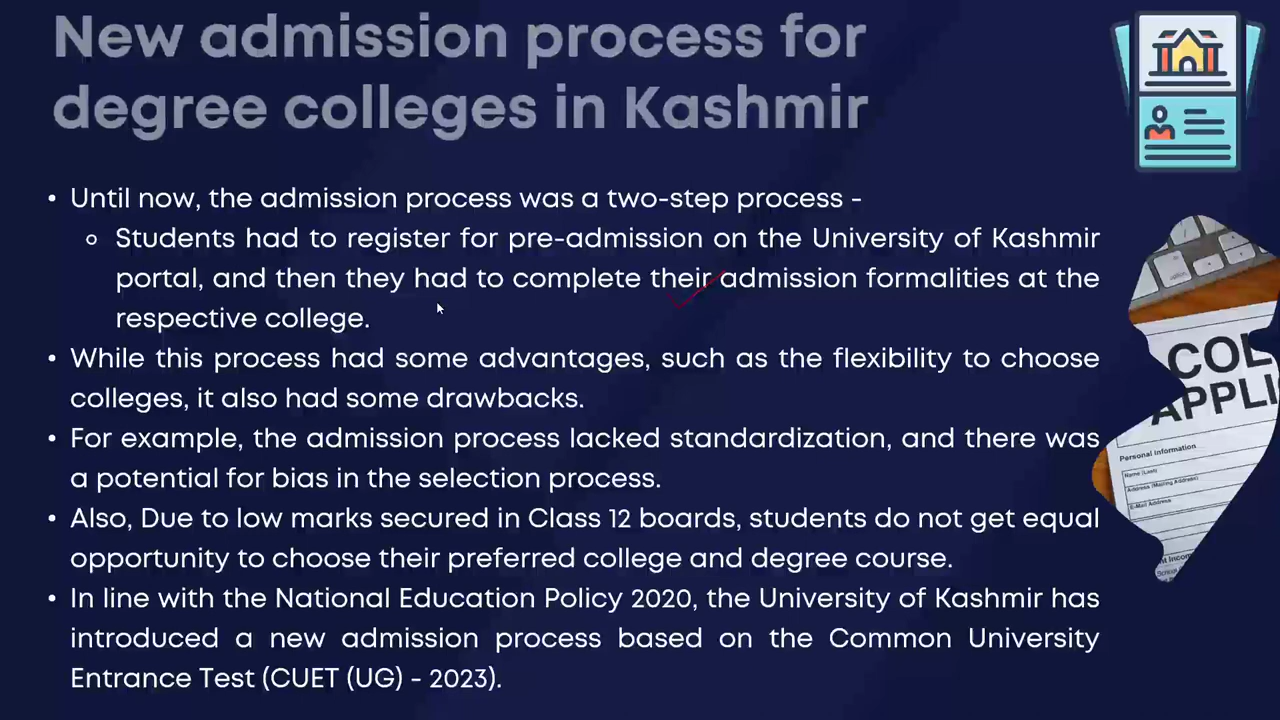 New admission process for
degree colleges in Kashmir
• Until now, the admission process was a two-step process -
○ Students had to register for pre-admission on the University of Kashmir
portal, and then they had to complete their admission formalities at the
respective college.
• While this process had some advantages, such as the flexibility to choose
colleges, it also had some drawbacks.
• For example, the admission process lacked standardization, and there was
a potential for bias in the selection process.
• Also, Due to low marks secured in Class 12 boards, students do not get equal
opportunity to choose their preferred college and degree course.
• In line with the National Education Policy 2020, the University of Kashmir has
introduced a new admission process based on the Common University
Entrance Test (CUET (UG) - 2023).
COL
APPLI
Personal Information
Name (Last)
Address (Mailing Address)
E-Mail Address